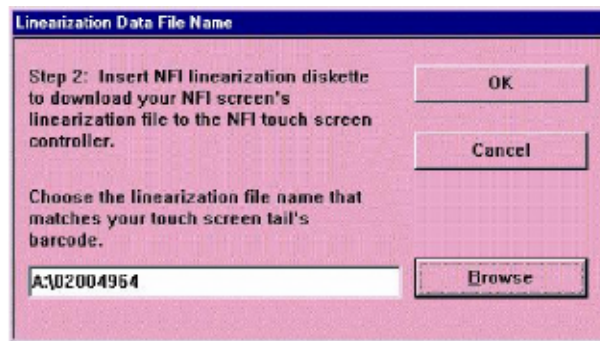 Linearization Data File Name
Step 2: Insert NFI linearization diskette
to download your NFI screen's
linearization file to the NFI touch screen
controller.
OK
Cancel
Choose the linearization file name that
matches your touch screen tail's
barcode.
A:\02004964
Browse